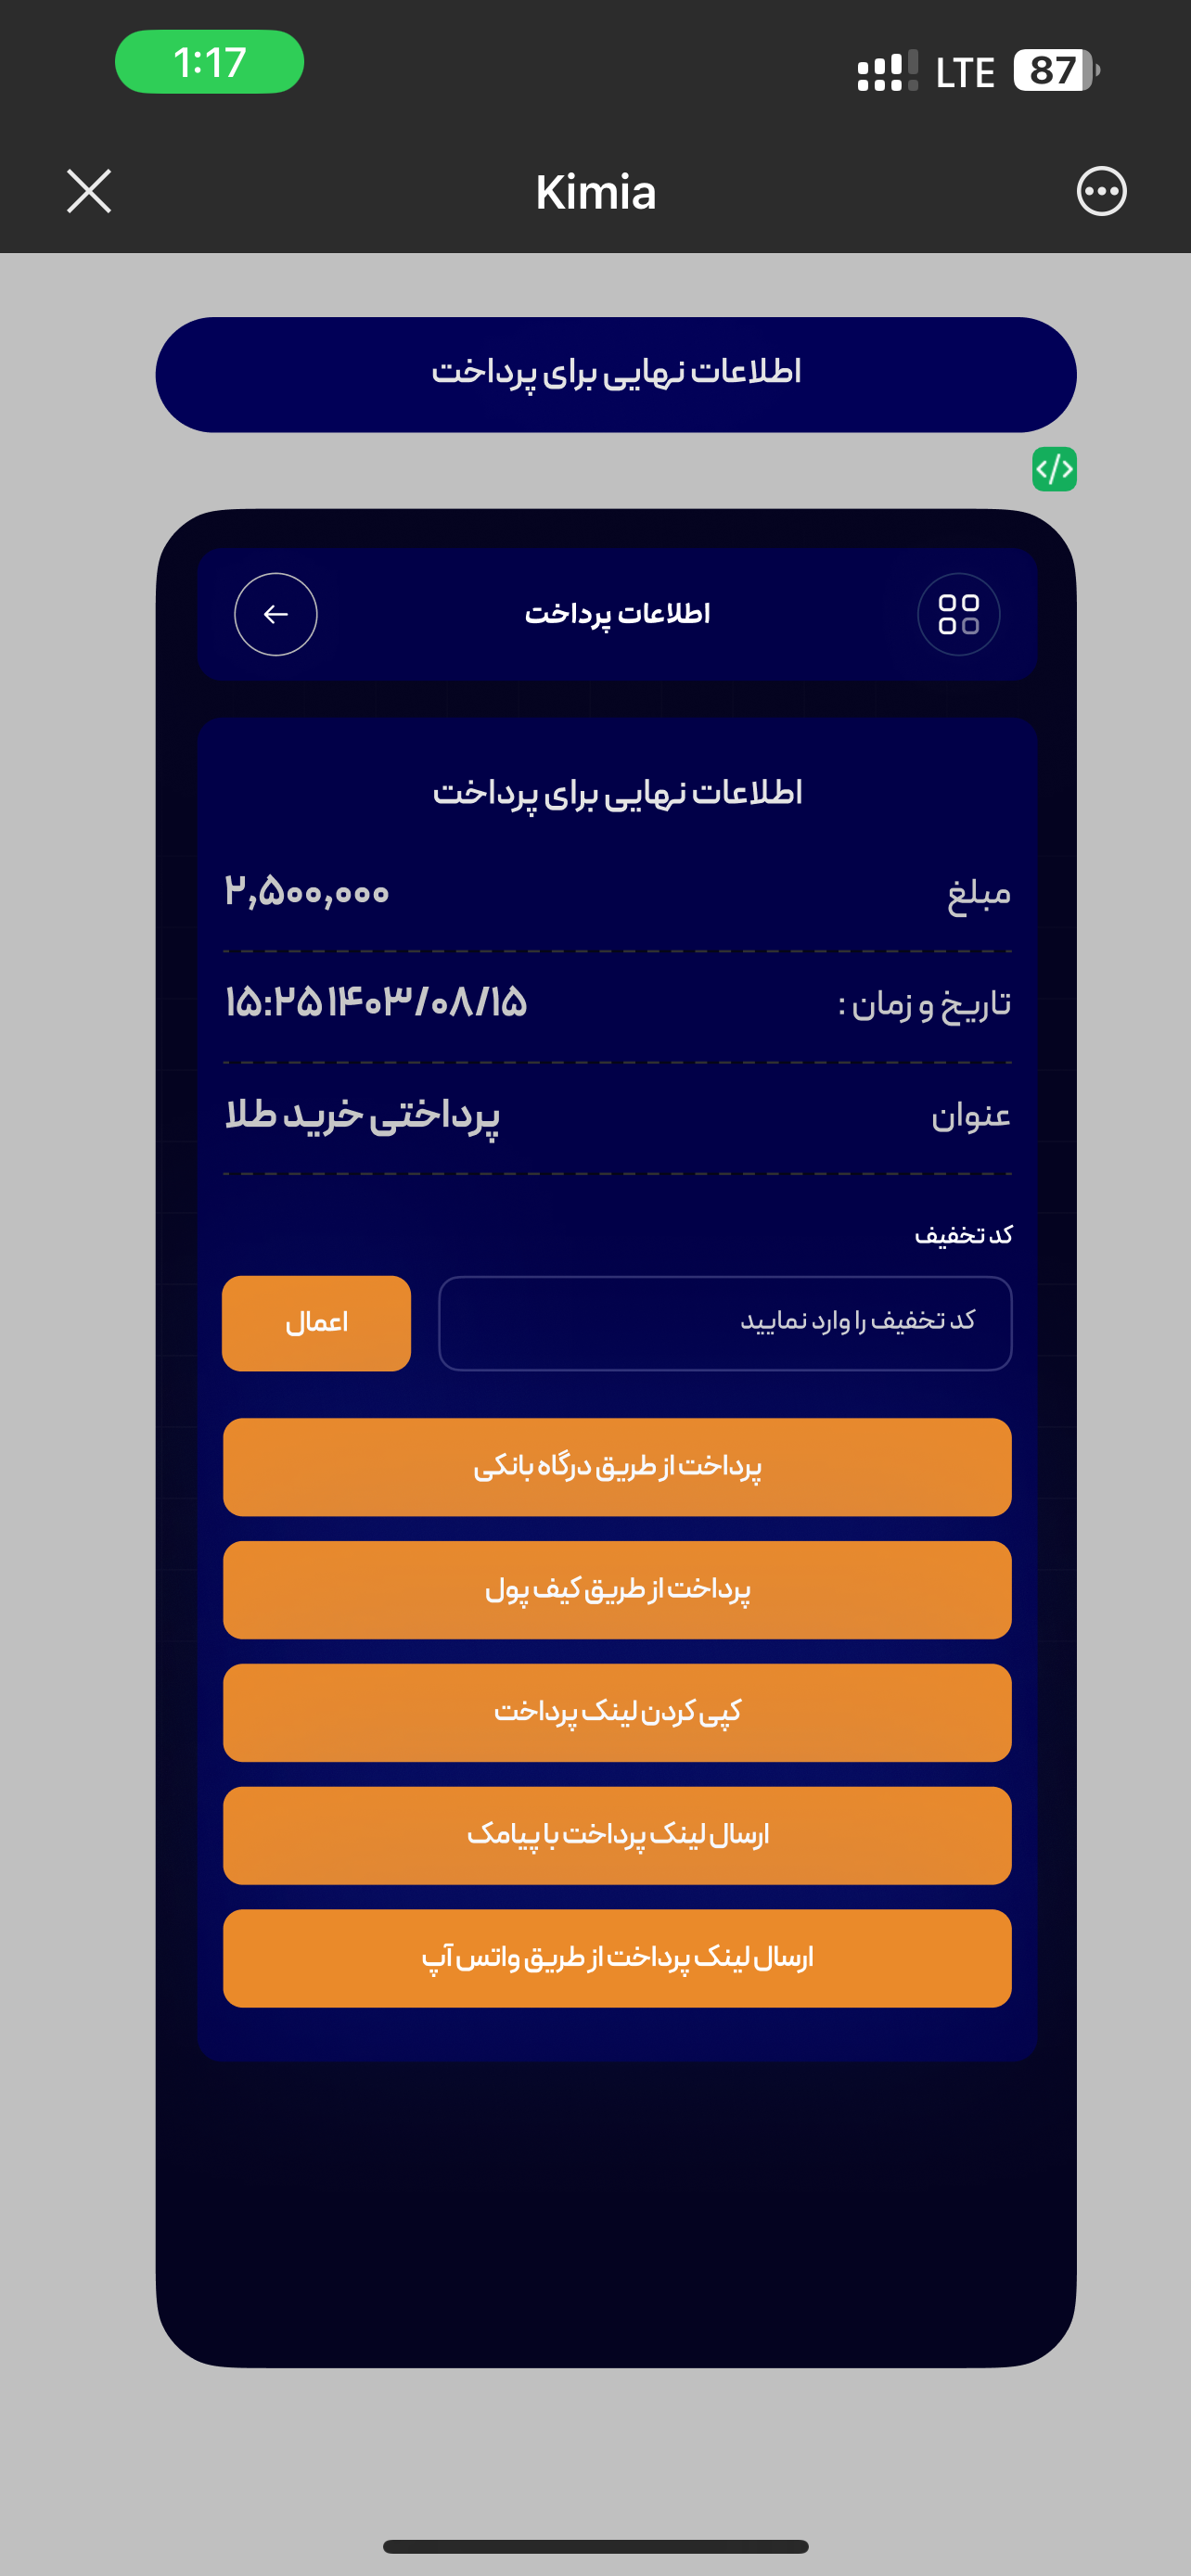 1:17
LTE
87
Kimia
اطلاعات نهایی برای پرداخت
اطلاعات پرداخت
اطلاعات نهایی برای پرداخت
مبلغ ۲,۵۰۰,۰۰۰
تاریخ و زمان : ۱۵:۲۵ ۱۴۰۳/۰۸/۱۵
عنوان پرداختی خرید طلا
کد تخفیف
کد تخفیف را وارد نمایید
اعمال
پرداخت از طریق درگاه بانکی
پرداخت از طریق کیف پول
کپی کردن لینک پرداخت
ارسال لینک پرداخت با پیامک
ارسال لینک پرداخت از طریق واتس آپ